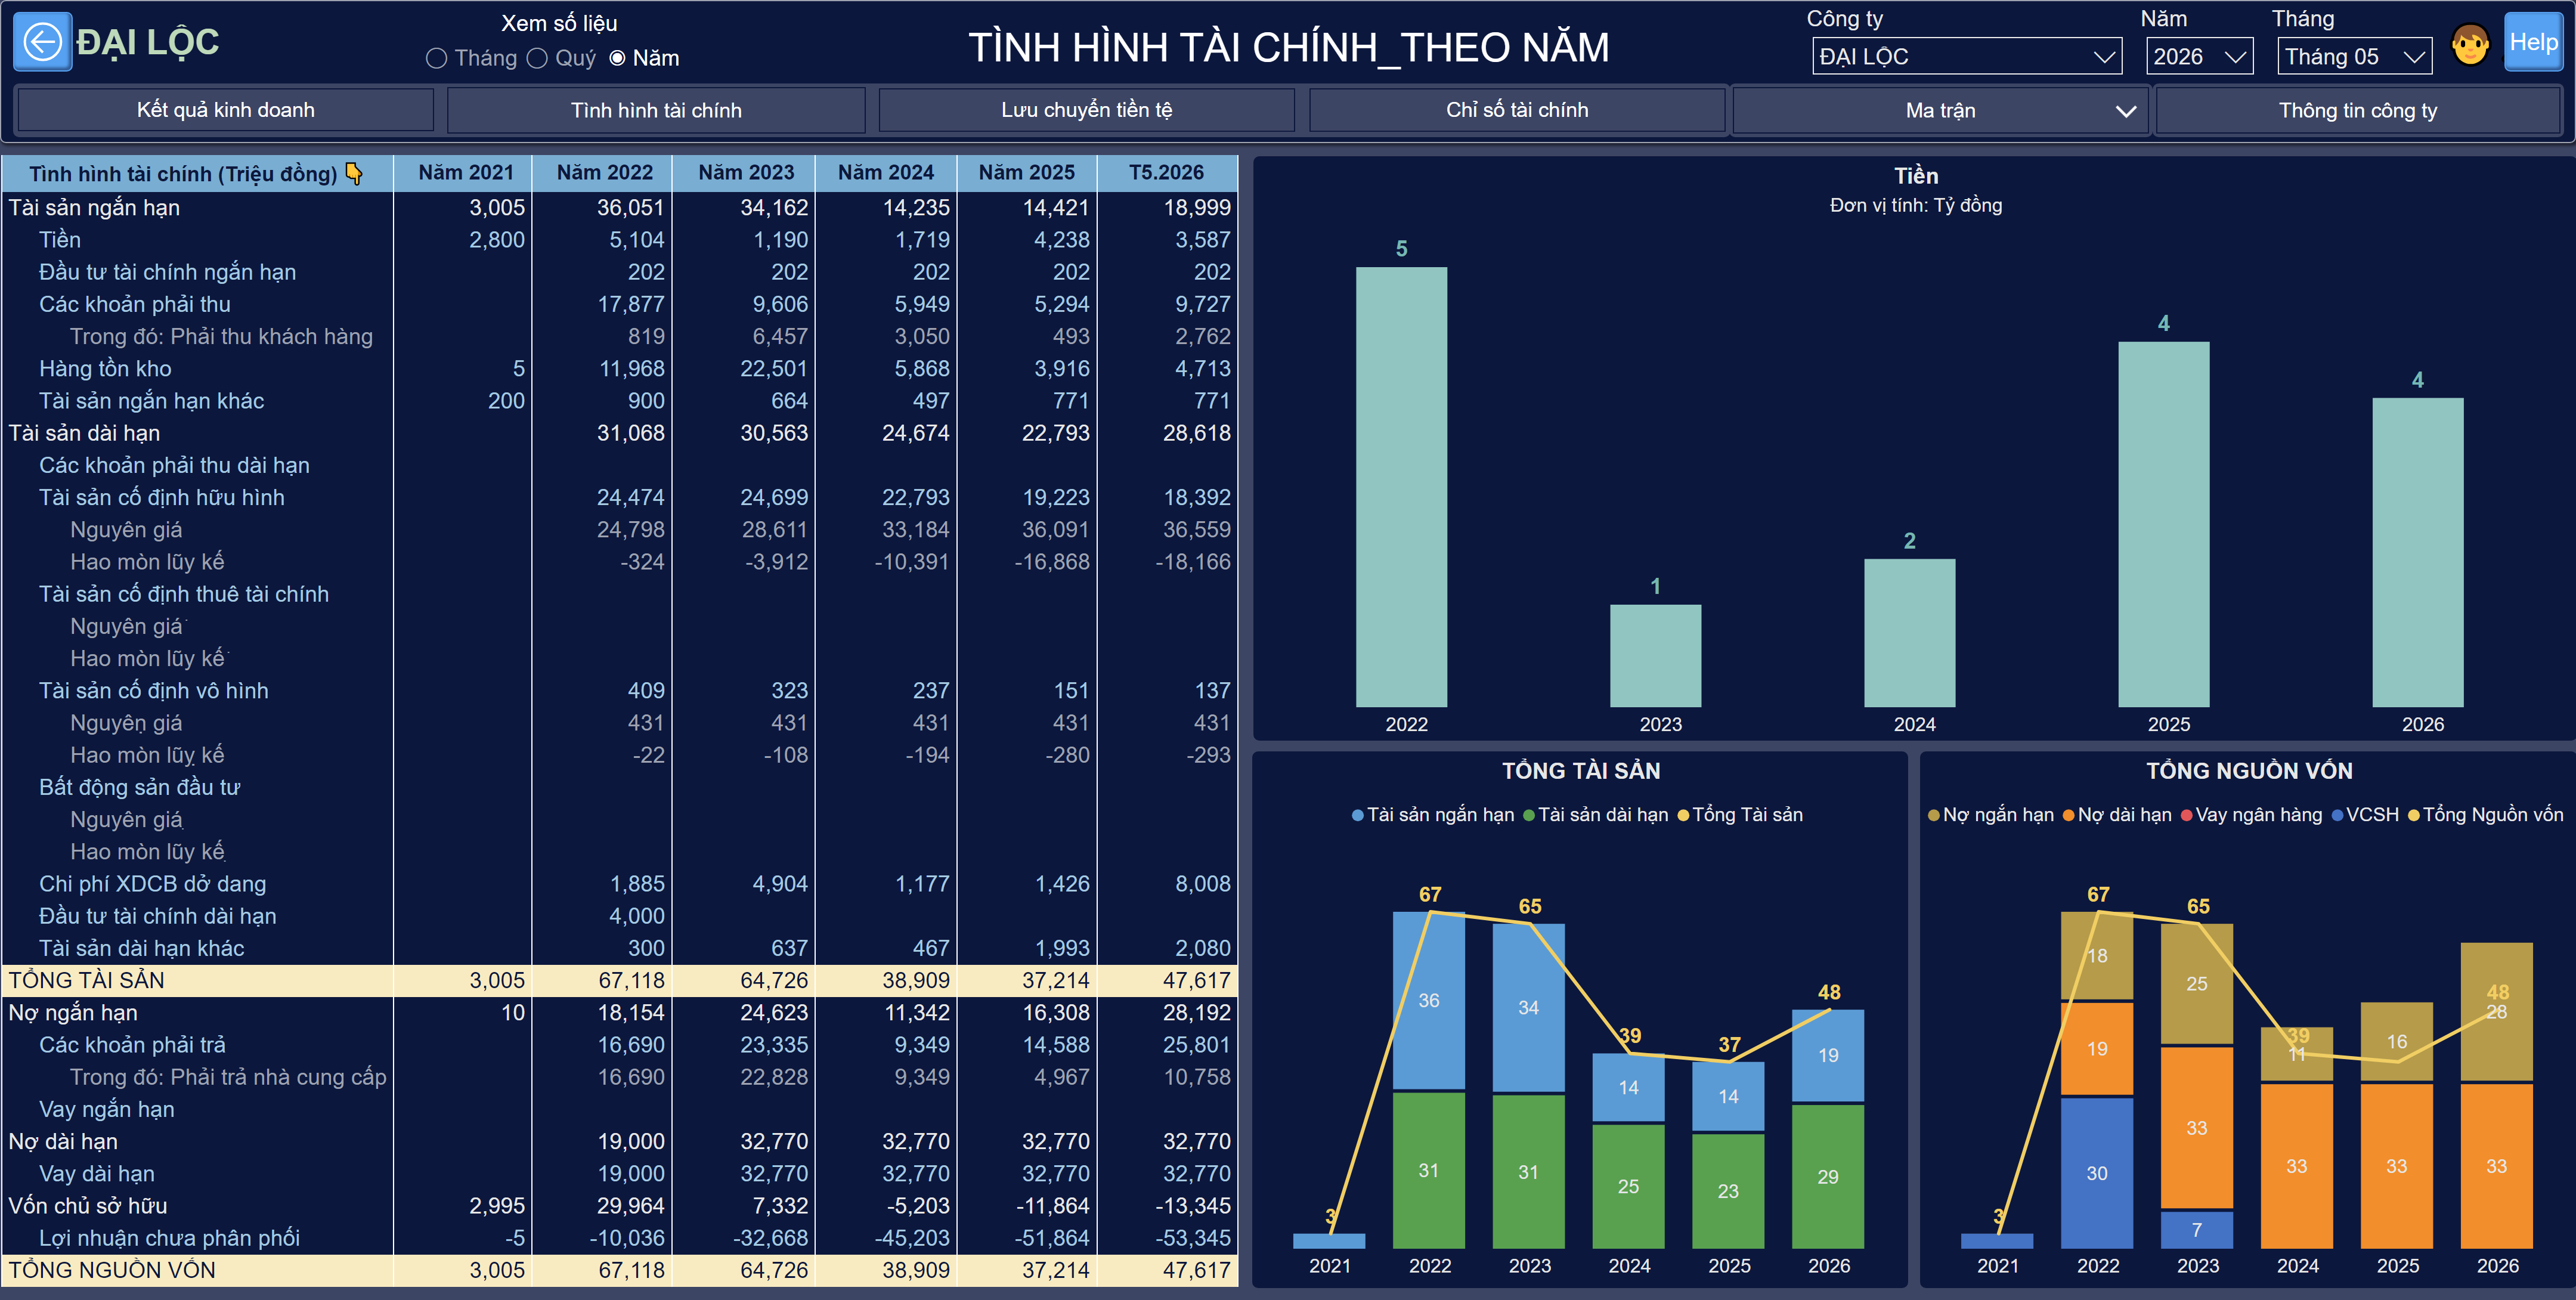 ĐẠI LỘC
Xem số liệu
Tháng Quý Năm
TÌNH HÌNH TÀI CHÍNH_THEO NĂM
Công ty Năm Tháng
ĐẠI LỘC 2026 Tháng 05
Help
Kết quả kinh doanh Tình hình tài chính Lưu chuyển tiền tệ Chỉ số tài chính Ma trận Thông tin công ty
Tình hình tài chính (Triệu đồng) Năm 2021 Năm 2022 Năm 2023 Năm 2024 Năm 2025 T5.2026
Tài sản ngắn hạn 3,005 36,051 34,162 14,235 14,421 18,999
Tiền 2,800 5,104 1,190 1,719 4,238 3,587
Đầu tư tài chính ngắn hạn 202 202 202 202 202
Các khoản phải thu 17,877 9,606 5,949 5,294 9,727
Trong đó: Phải thu khách hàng 819 6,457 3,050 493 2,762
Hàng tồn kho 5 11,968 22,501 5,868 3,916 4,713
Tài sản ngắn hạn khác 200 900 664 497 771 771
Tài sản dài hạn 31,068 30,563 24,674 22,793 28,618
Các khoản phải thu dài hạn
Tài sản cố định hữu hình 24,474 24,699 22,793 19,223 18,392
Nguyên giá 24,798 28,611 33,184 36,091 36,559
Hao mòn lũy kế -324 -3,912 -10,391 -16,868 -18,166
Tài sản cố định thuê tài chính
Nguyên giá
Hao mòn lũy kế
Tài sản cố định vô hình 409 323 237 151 137
Nguyên giá 431 431 431 431 431
Hao mòn lũy kế -22 -108 -194 -280 -293
Bất động sản đầu tư
Nguyên giá
Hao mòn lũy kế
Chi phí XDCB dở dang 1,885 4,904 1,177 1,426 8,008
Đầu tư tài chính dài hạn 4,000
Tài sản dài hạn khác 300 637 467 1,993 2,080
TỔNG TÀI SẢN 3,005 67,118 64,726 38,909 37,214 47,617
Nợ ngắn hạn 10 18,154 24,623 11,342 16,308 28,192
Các khoản phải trả 16,690 23,335 9,349 14,588 25,801
Trong đó: Phải trả nhà cung cấp 16,690 22,828 9,349 4,967 10,758
Vay ngắn hạn
Nợ dài hạn 19,000 32,770 32,770 32,770 32,770
Vay dài hạn 19,000 32,770 32,770 32,770 32,770
Vốn chủ sở hữu 2,995 29,964 7,332 -5,203 -11,864 -13,345
Lợi nhuận chưa phân phối -5 -10,036 -32,668 -45,203 -51,864 -53,345
TỔNG NGUỒN VỐN 3,005 67,118 64,726 38,909 37,214 47,617
Tiền
Đơn vị tính: Tỷ đồng
5 1 2 4 4
2022 2023 2024 2025 2026
TỔNG TÀI SẢN
Tài sản ngắn hạn Tài sản dài hạn Tổng Tài sản
3 67 65 39 37 48
36 34 14 14 19
31 31 25 23 29
2021 2022 2023 2024 2025 2026
TỔNG NGUỒN VỐN
Nợ ngắn hạn Nợ dài hạn Vay ngân hàng VCSH Tổng Nguồn vốn
3 67 65 39 48
18 25 11 16 28
19 33 33 33 33
30 7
2021 2022 2023 2024 2025 2026